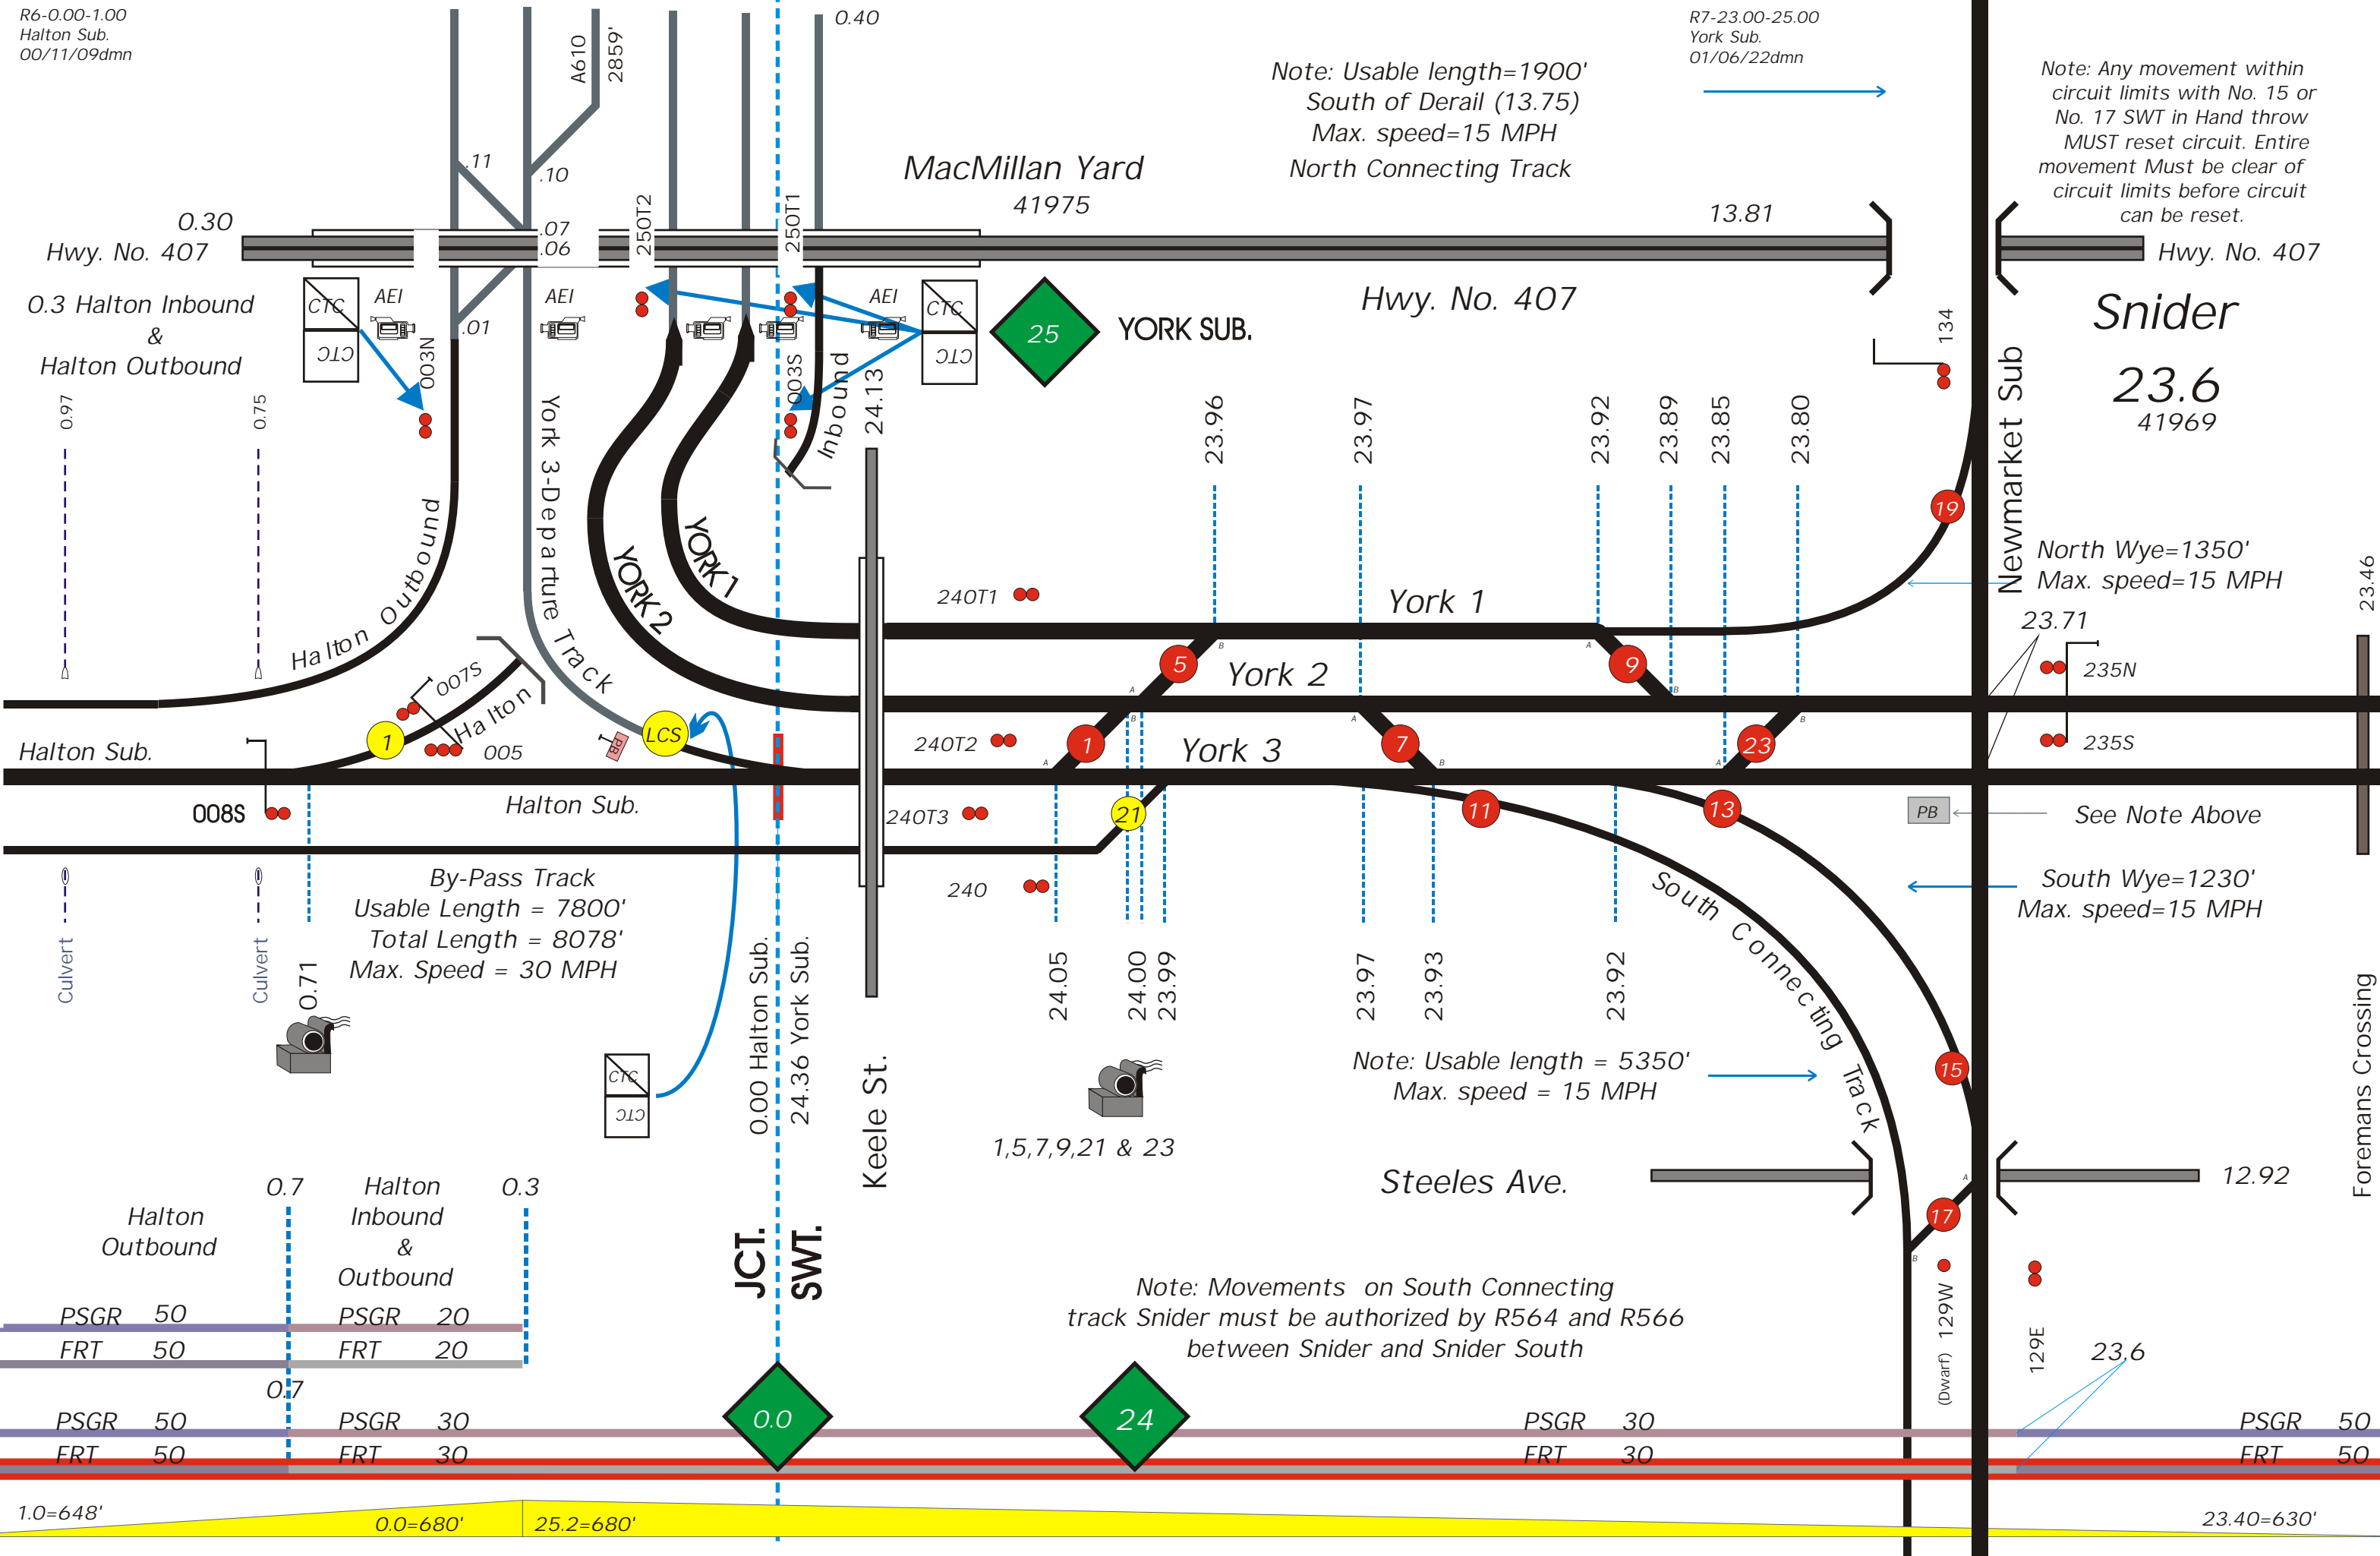 R6-0.00-1.00
Halton Sub.
00/11/09dmn
A610
2859'
0.40
R7-23.00-25.00
York Sub.
01/06/22dmn
Note: Usable length=1900'
South of Derail (13.75)
Max. speed=15 MPH
North Connecting Track
Note: Any movement within
circuit limits with No. 15 or
No. 17 SWT in Hand throw
MUST reset circuit. Entire
movement Must be clear of
circuit limits before circuit
can be reset.
.11
.10
MacMillan Yard
41975
0.30
Hwy. No. 407
.07
.06
250T2
250T1
13.81
Hwy. No. 407
0.3 Halton Inbound
&
Halton Outbound
CTC
CTC
AEI
AEI
AEI
CTC
CTC
25
YORK SUB.
Hwy. No. 407
Snider
23.6
41969
.01
003N
003S
Inbound
24.13
134
0.97
0.75
23.96
23.97
23.92
23.89
23.85
23.80
Newmarket Sub
Halton Outbound
York 3-Departure Track
YORK 2
YORK 1
19
North Wye=1350'
Max. speed=15 MPH
23.46
240T1
York 1
23.71
A
B
5
York 2
9
A
B
235N
007S
Halton
1
005
PB
LCS
Halton Sub.
240T2
A
B
1
York 3
A
B
7
A
B
23
235S
008S
Halton Sub.
240T3
21
11
13
PB
See Note Above
By-Pass Track
Usable Length = 7800'
Total Length = 8078'
Max. Speed = 30 MPH
240
South Connecting Track
South Wye=1230'
Max. speed=15 MPH
Culvert
Culvert
0.71
0.00 Halton Sub.
24.36 York Sub.
24.05
24.00
23.99
23.97
23.93
23.92
Foremans Crossing
CTC
CTC
Keele St.
Note: Usable length = 5350'
Max. speed = 15 MPH
15
1,5,7,9,21 & 23
Steeles Ave.
12.92
A
B
17
0.7
Halton
Inbound
&
Outbound
0.3
Halton
Outbound
JCT.
SWT.
Note: Movements on South Connecting
track Snider must be authorized by R564 and R566
between Snider and Snider South
(Dwarf) 129W
129E
23.6
PSGR 50
PSGR 20
FRT 50
FRT 20
0.7
0.0
24
PSGR 50
PSGR 30
PSGR 30
PSGR 50
FRT 50
FRT 30
FRT 30
FRT 50
1.0=648'
0.0=680'
25.2=680'
23.40=630'